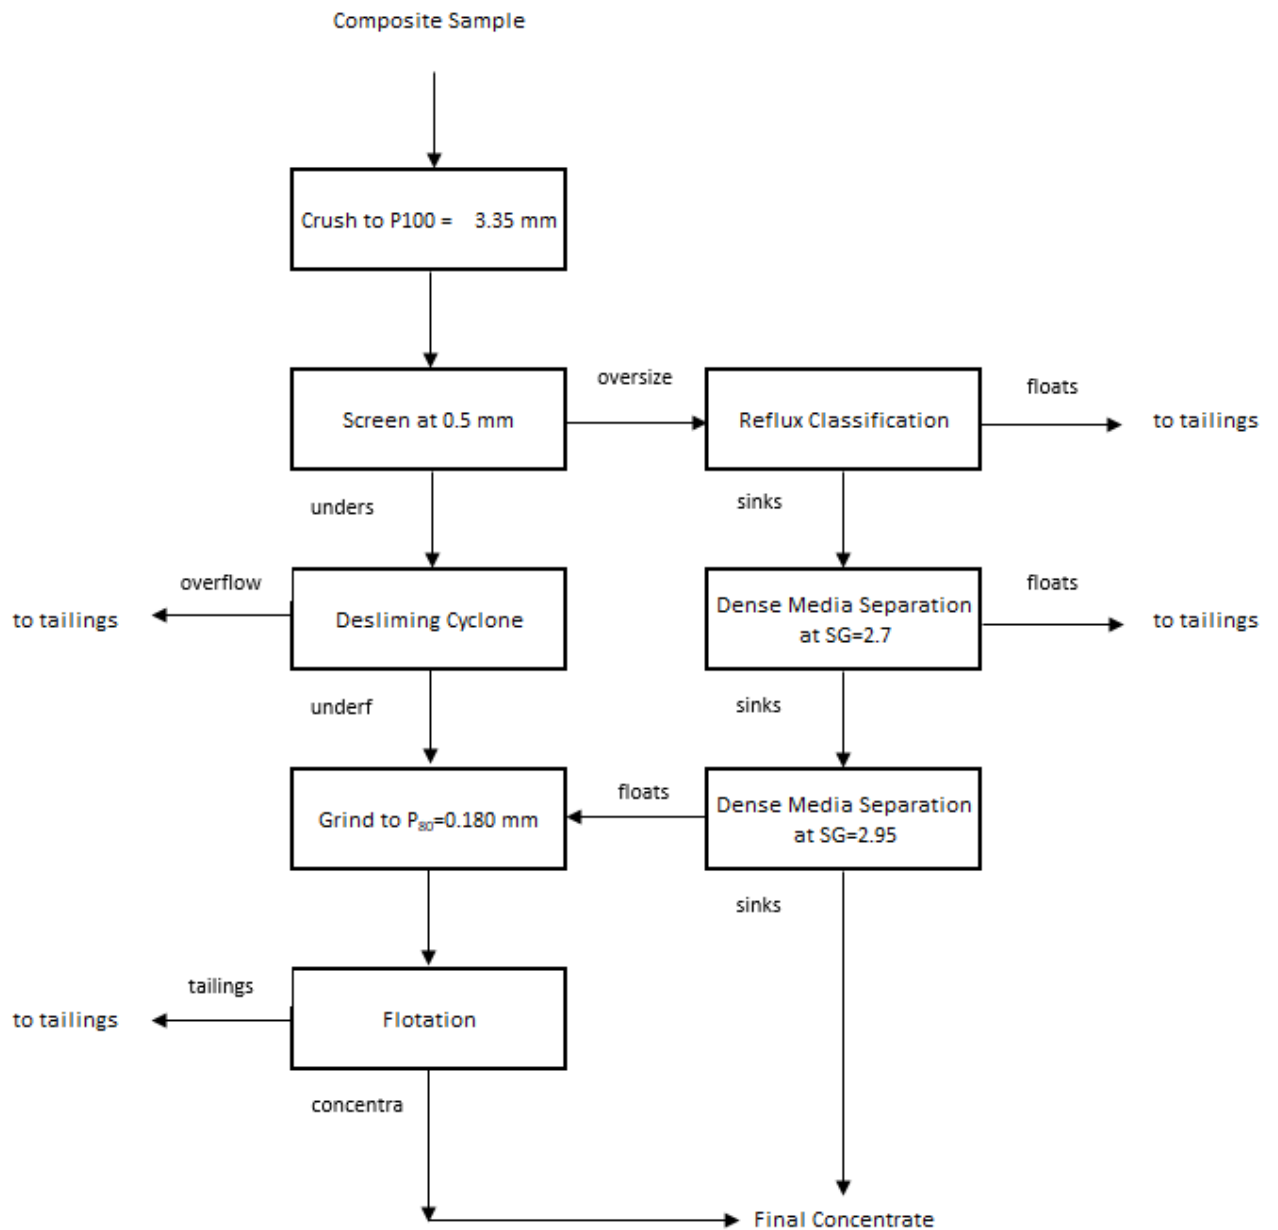 Composite Sample
Crush to P100 = 3.35 mm
oversize
floats
Screen at 0.5 mm
Reflux Classification
to tailings
unders
sinks
overflow
floats
to tailings
Desliming Cyclone
Dense Media Separation
at SG=2.7
to tailings
underf
sinks
floats
Grind to P₈₀=0.180 mm
Dense Media Separation
at SG=2.95
sinks
tailings
to tailings
Flotation
concentra
Final Concentrate